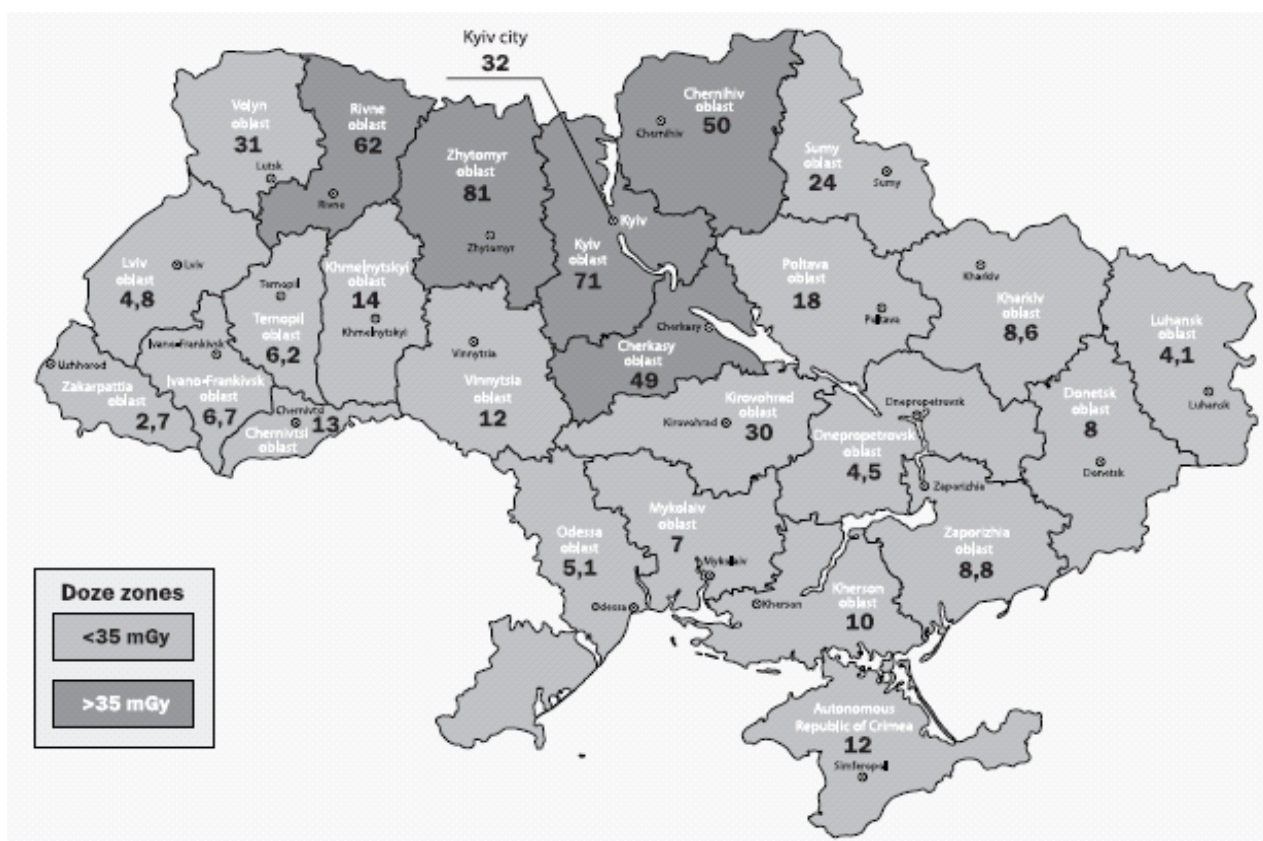 Kyiv city
32
Volyn
oblast
31
Lutsk
Rivne
oblast
62
Rivne
Zhytomyr
oblast
81
Zhytomyr
Kyiv
Kyiv
oblast
71
Chernihiv
oblast
50
Chernihiv
Sumy
oblast
24
Sumy
Lviv
oblast
4,8
Lviv
Ternopil
Ternopil
oblast
6,2
Khmelnytskyi
oblast
14
Khmelnytskyi
Vinnytsia
Vinnytsia
oblast
12
Cherkasy
Cherkasy
oblast
49
Poltava
oblast
18
Poltava
Kharkiv
Kharkiv
oblast
8,6
Luhansk
oblast
4,1
Luhansk
Uzhhorod
Zakarpattia
oblast
2,7
Ivano-Frankivsk
Ivano-Frankivsk
oblast
6,7
Chernivtsi
13
Chernivtsi
oblast
Kirovohrad
oblast
Kirovohrad
30
Dnepropetrovsk
Dnepropetrovsk
oblast
4,5
Donetsk
oblast
8
Donetsk
Zaporizhia
Zaporizhia
oblast
8,8
Mykolaiv
oblast
7
Mykolaiv
Odessa
oblast
5,1
Odessa
Kherson
Kherson
oblast
10
Autonomous
Republic of Crimea
12
Simferopol
Doze zones
<35 mGy
>35 mGy